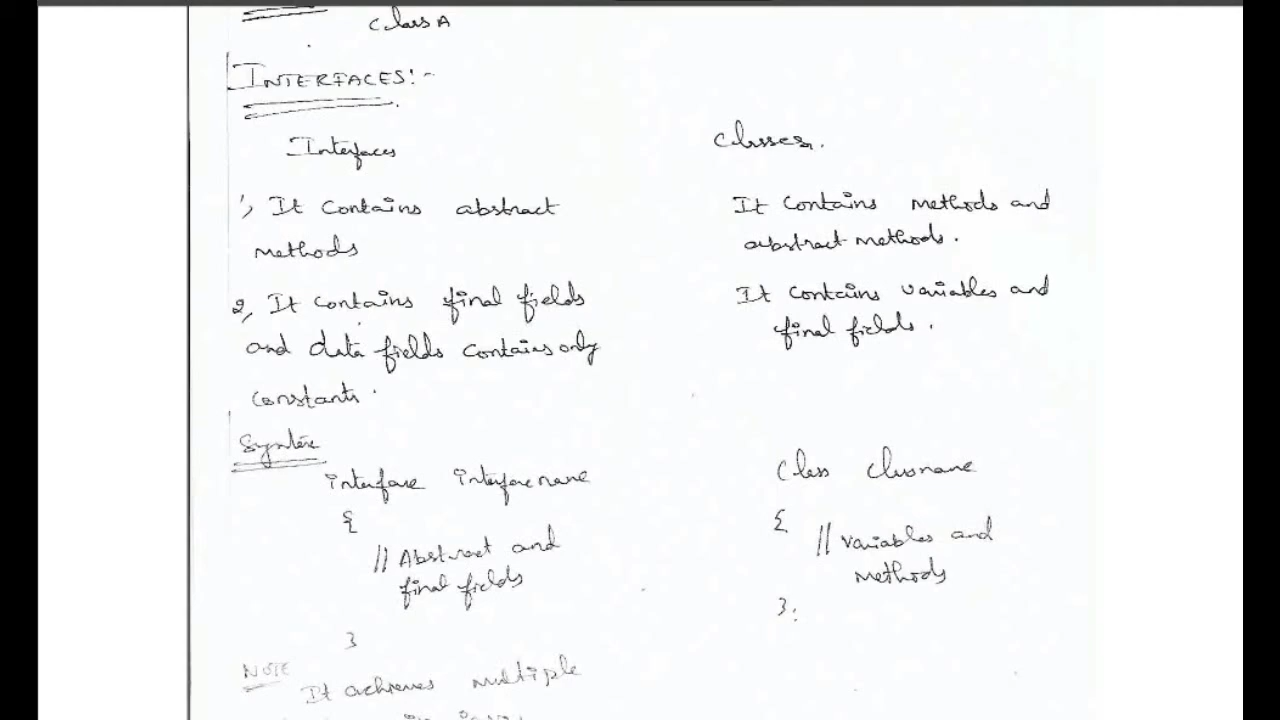 Class A
INTERFACES:-
Interfaces
Classes.
1, It contains abstract
methods
It contains methods and
abstract methods.
2, It contains final fields
and data fields contains only
constants.
It contains variables and
final fields.
Syntax
interface interfacename
{
// Abstract and
final fields
}
Class classname
{
// variables and
methods
};
NOTE
It achieves multiple